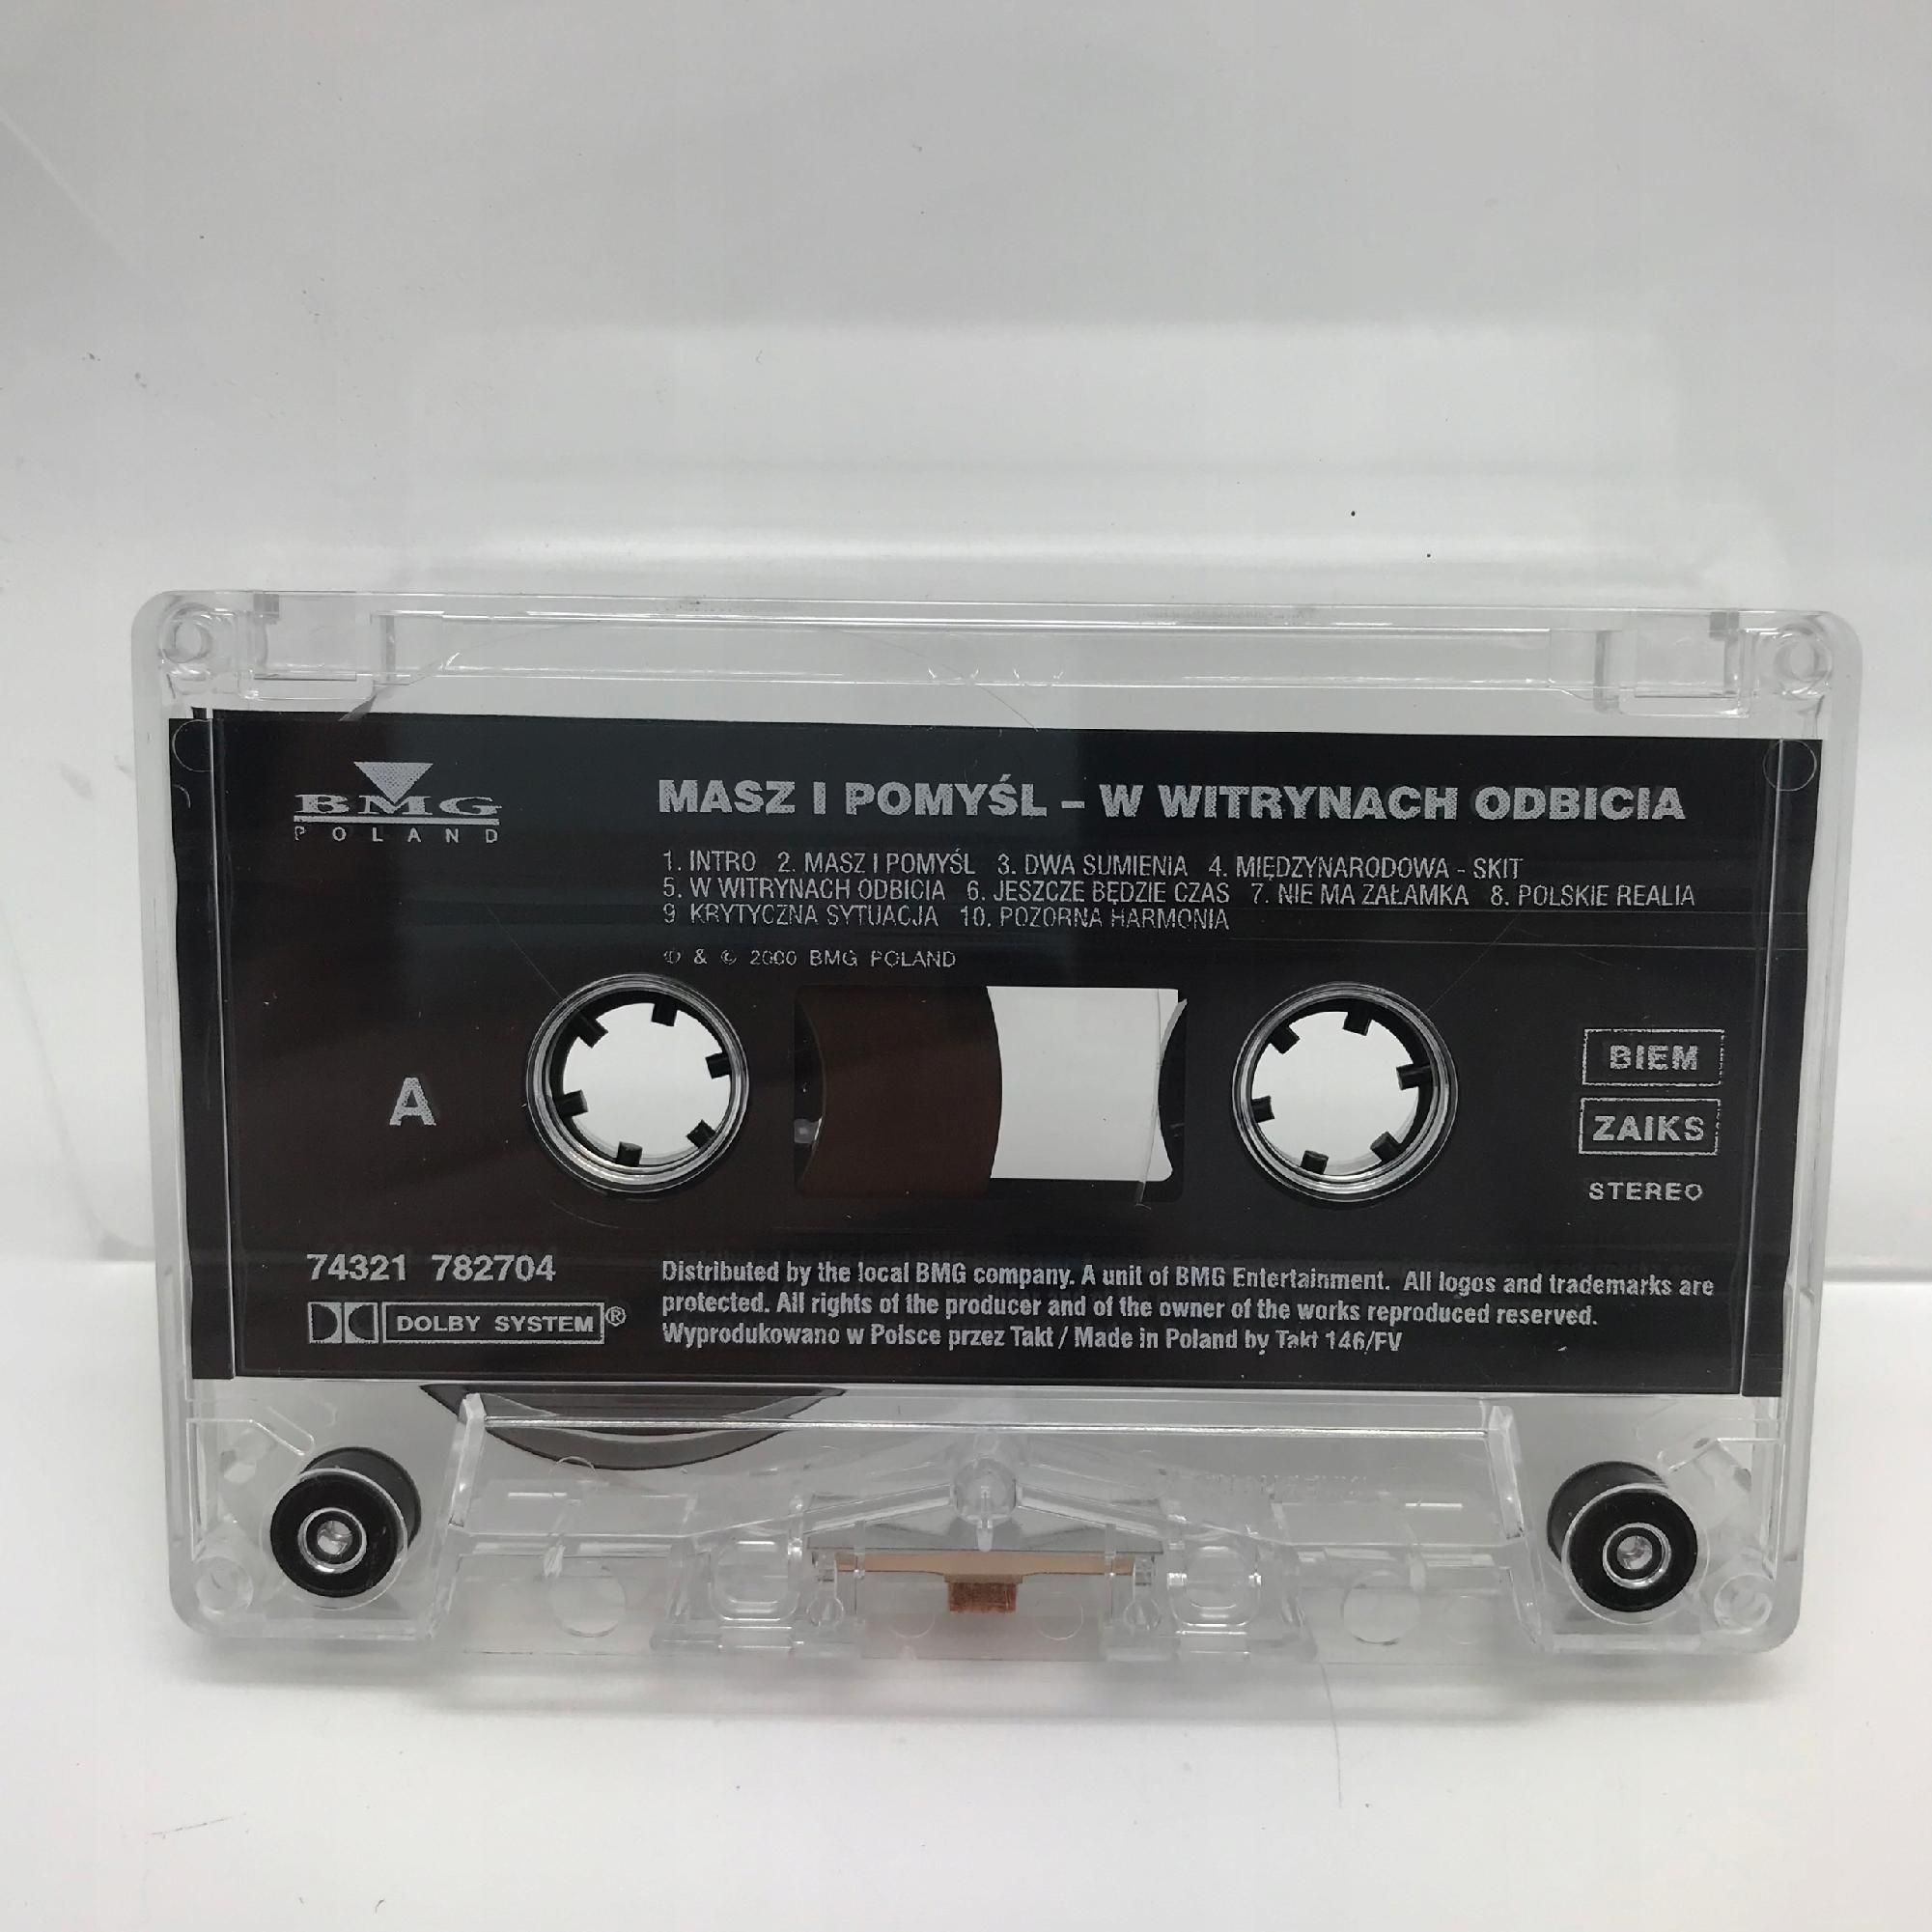 BMG
POLAND
MASZ I POMYŚL – W WITRYNACH ODBICIA
1. INTRO 2. MASZ I POMYŚL 3. DWA SUMIENIA 4. MIĘDZYNARODOWA - SKIT
5. W WITRYNACH ODBICIA 6. JESZCZE BĘDZIE CZAS 7. NIE MA ZAŁAMKA 8. POLSKIE REALIA
9 KRYTYCZNA SYTUACJA 10. POZORNA HARMONIA
℗ & © 2000 BMG POLAND
A
BIEM
ZAIKS
STEREO
74321 782704
DOLBY SYSTEM®
Distributed by the local BMG company. A unit of BMG Entertainment. All logos and trademarks are
protected. All rights of the producer and of the owner of the works reproduced reserved.
Wyprodukowano w Polsce przez Takt / Made in Poland by Takt 146/FV